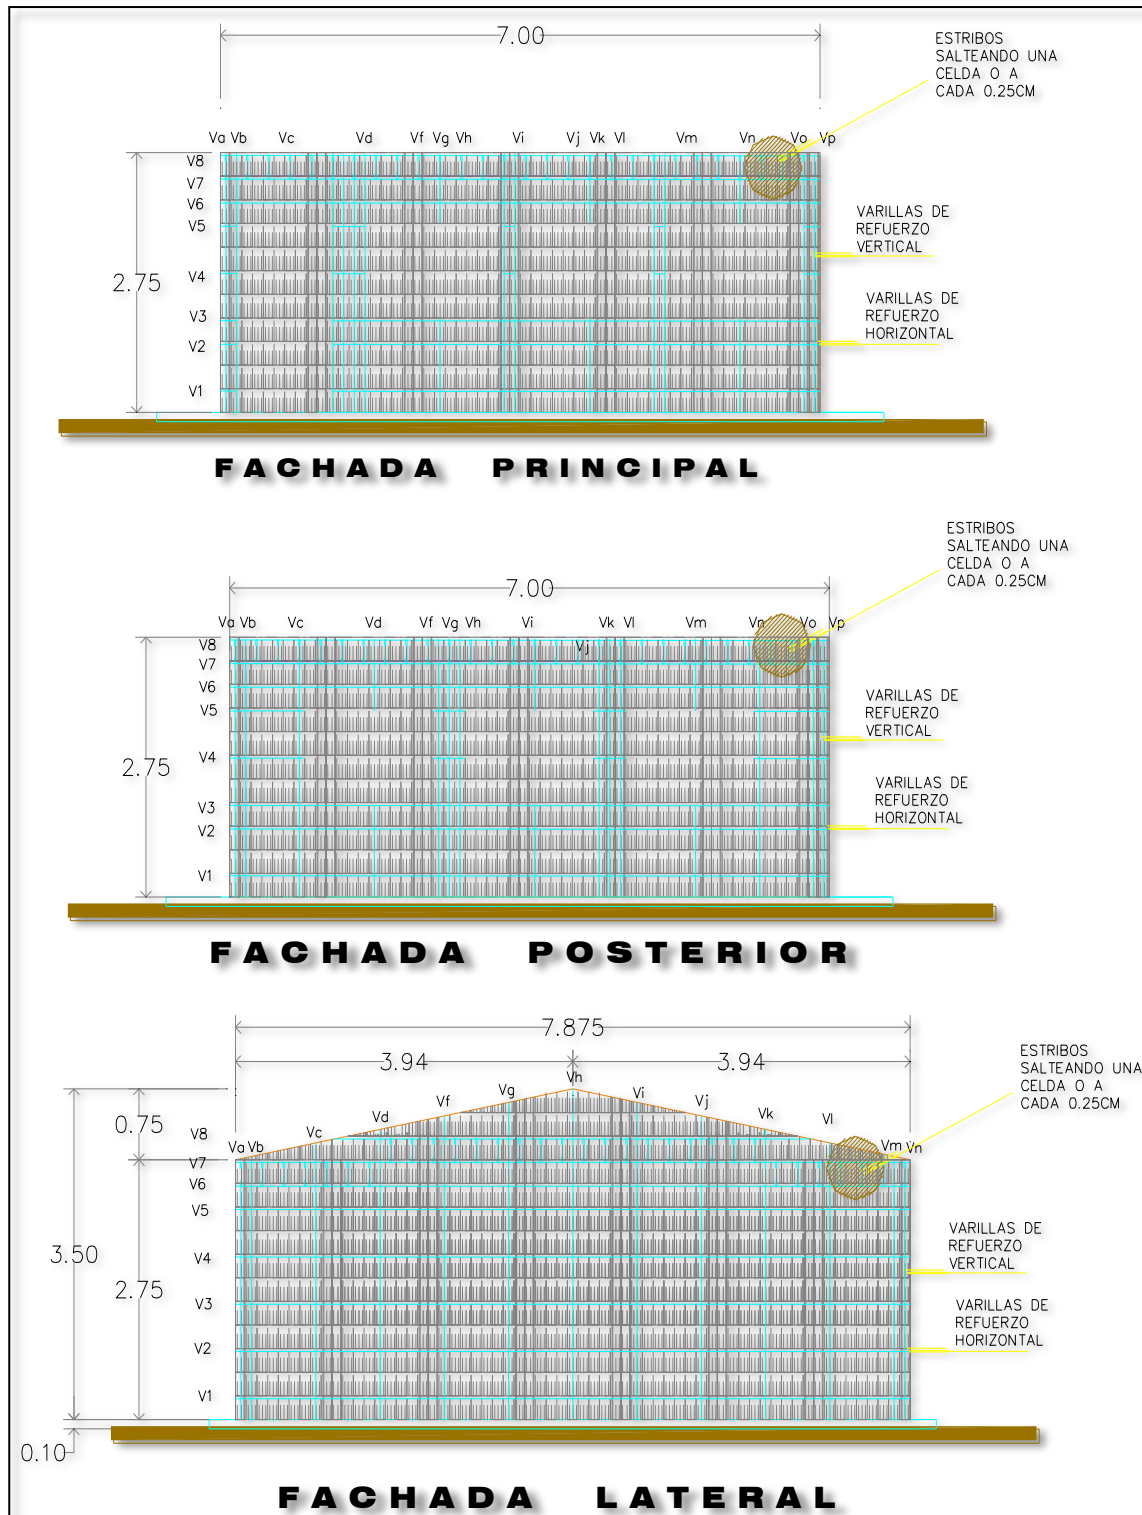 7.00
ESTRIBOS
SALTEANDO UNA
CELDA O A
CADA 0.25CM
Va Vb Vc Vd Vf Vg Vh Vi Vj Vk Vl Vm Vn Vo Vp
V8
V7
V6
V5
V4
V3
V2
V1
2.75
VARILLAS DE
REFUERZO
VERTICAL
VARILLAS DE
REFUERZO
HORIZONTAL
FACHADA PRINCIPAL
ESTRIBOS
SALTEANDO UNA
CELDA O A
CADA 0.25CM
7.00
Va Vb Vc Vd Vf Vg Vh Vi Vj Vk Vl Vm Vn Vo Vp
V8
V7
V6
V5
V4
V3
V2
V1
2.75
VARILLAS DE
REFUERZO
VERTICAL
VARILLAS DE
REFUERZO
HORIZONTAL
FACHADA POSTERIOR
7.875
3.94 3.94
ESTRIBOS
SALTEANDO UNA
CELDA O A
CADA 0.25CM
Va Vb Vc Vd Vf Vg Vh Vi Vj Vk Vl Vm Vn
0.75
V8
V7
V6
V5
V4
V3
V2
V1
3.50
2.75
0.10
VARILLAS DE
REFUERZO
VERTICAL
VARILLAS DE
REFUERZO
HORIZONTAL
FACHADA LATERAL